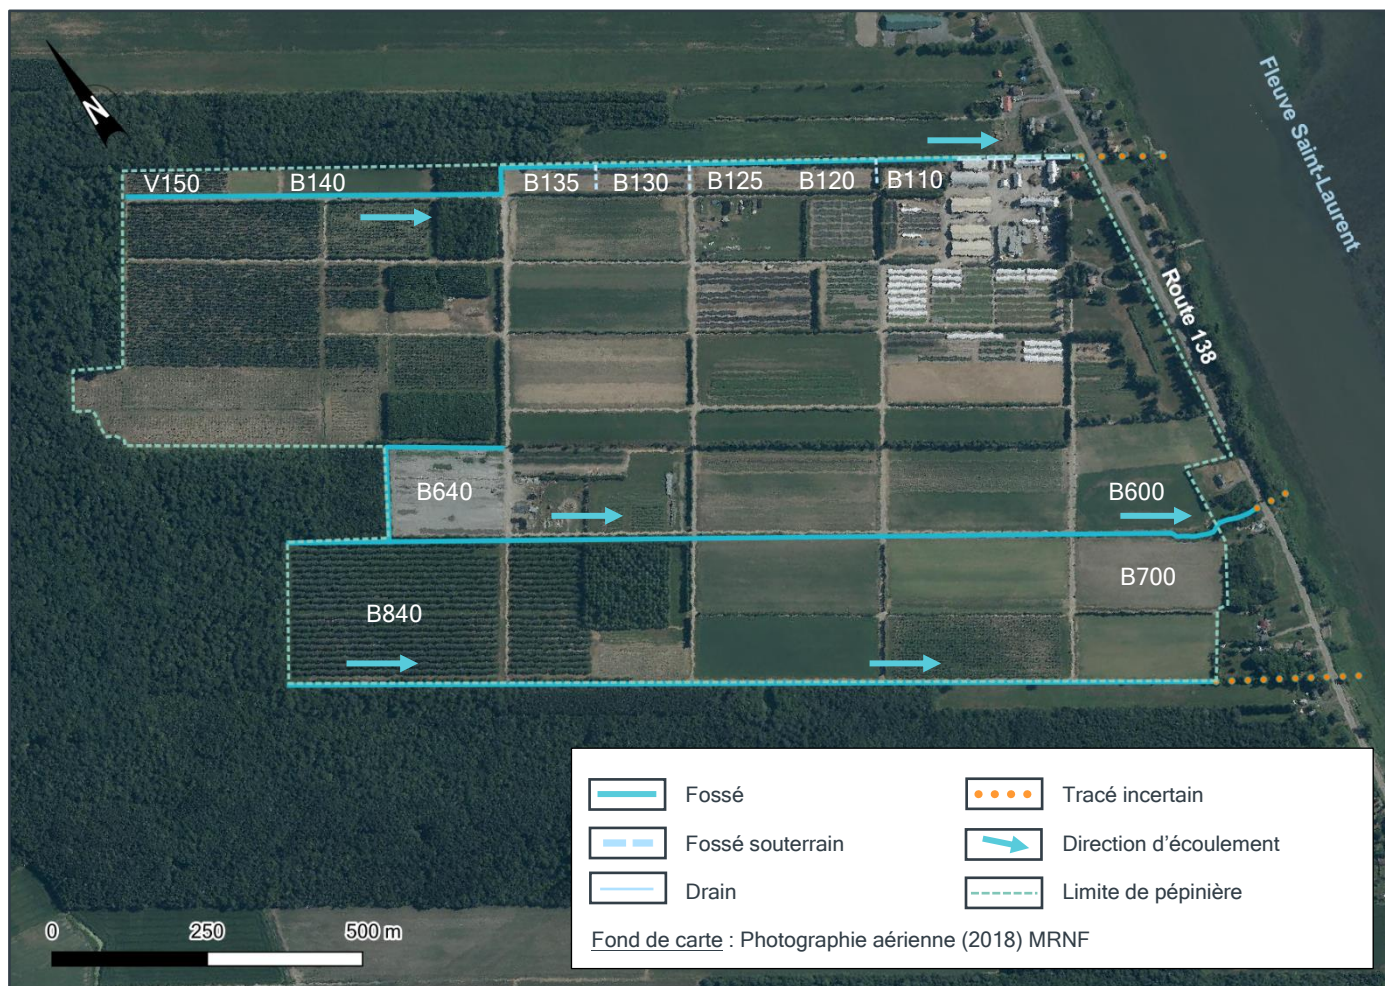 N
Fleuve Saint-Laurent
Route 138
V150
B140
B135
B130
B125
B120
B110
B640
B600
B700
B840
Fossé
Fossé souterrain
Drain
Tracé incertain
Direction d'écoulement
Limite de pépinière
Fond de carte : Photographie aérienne (2018) MRNF
0 250 500 m